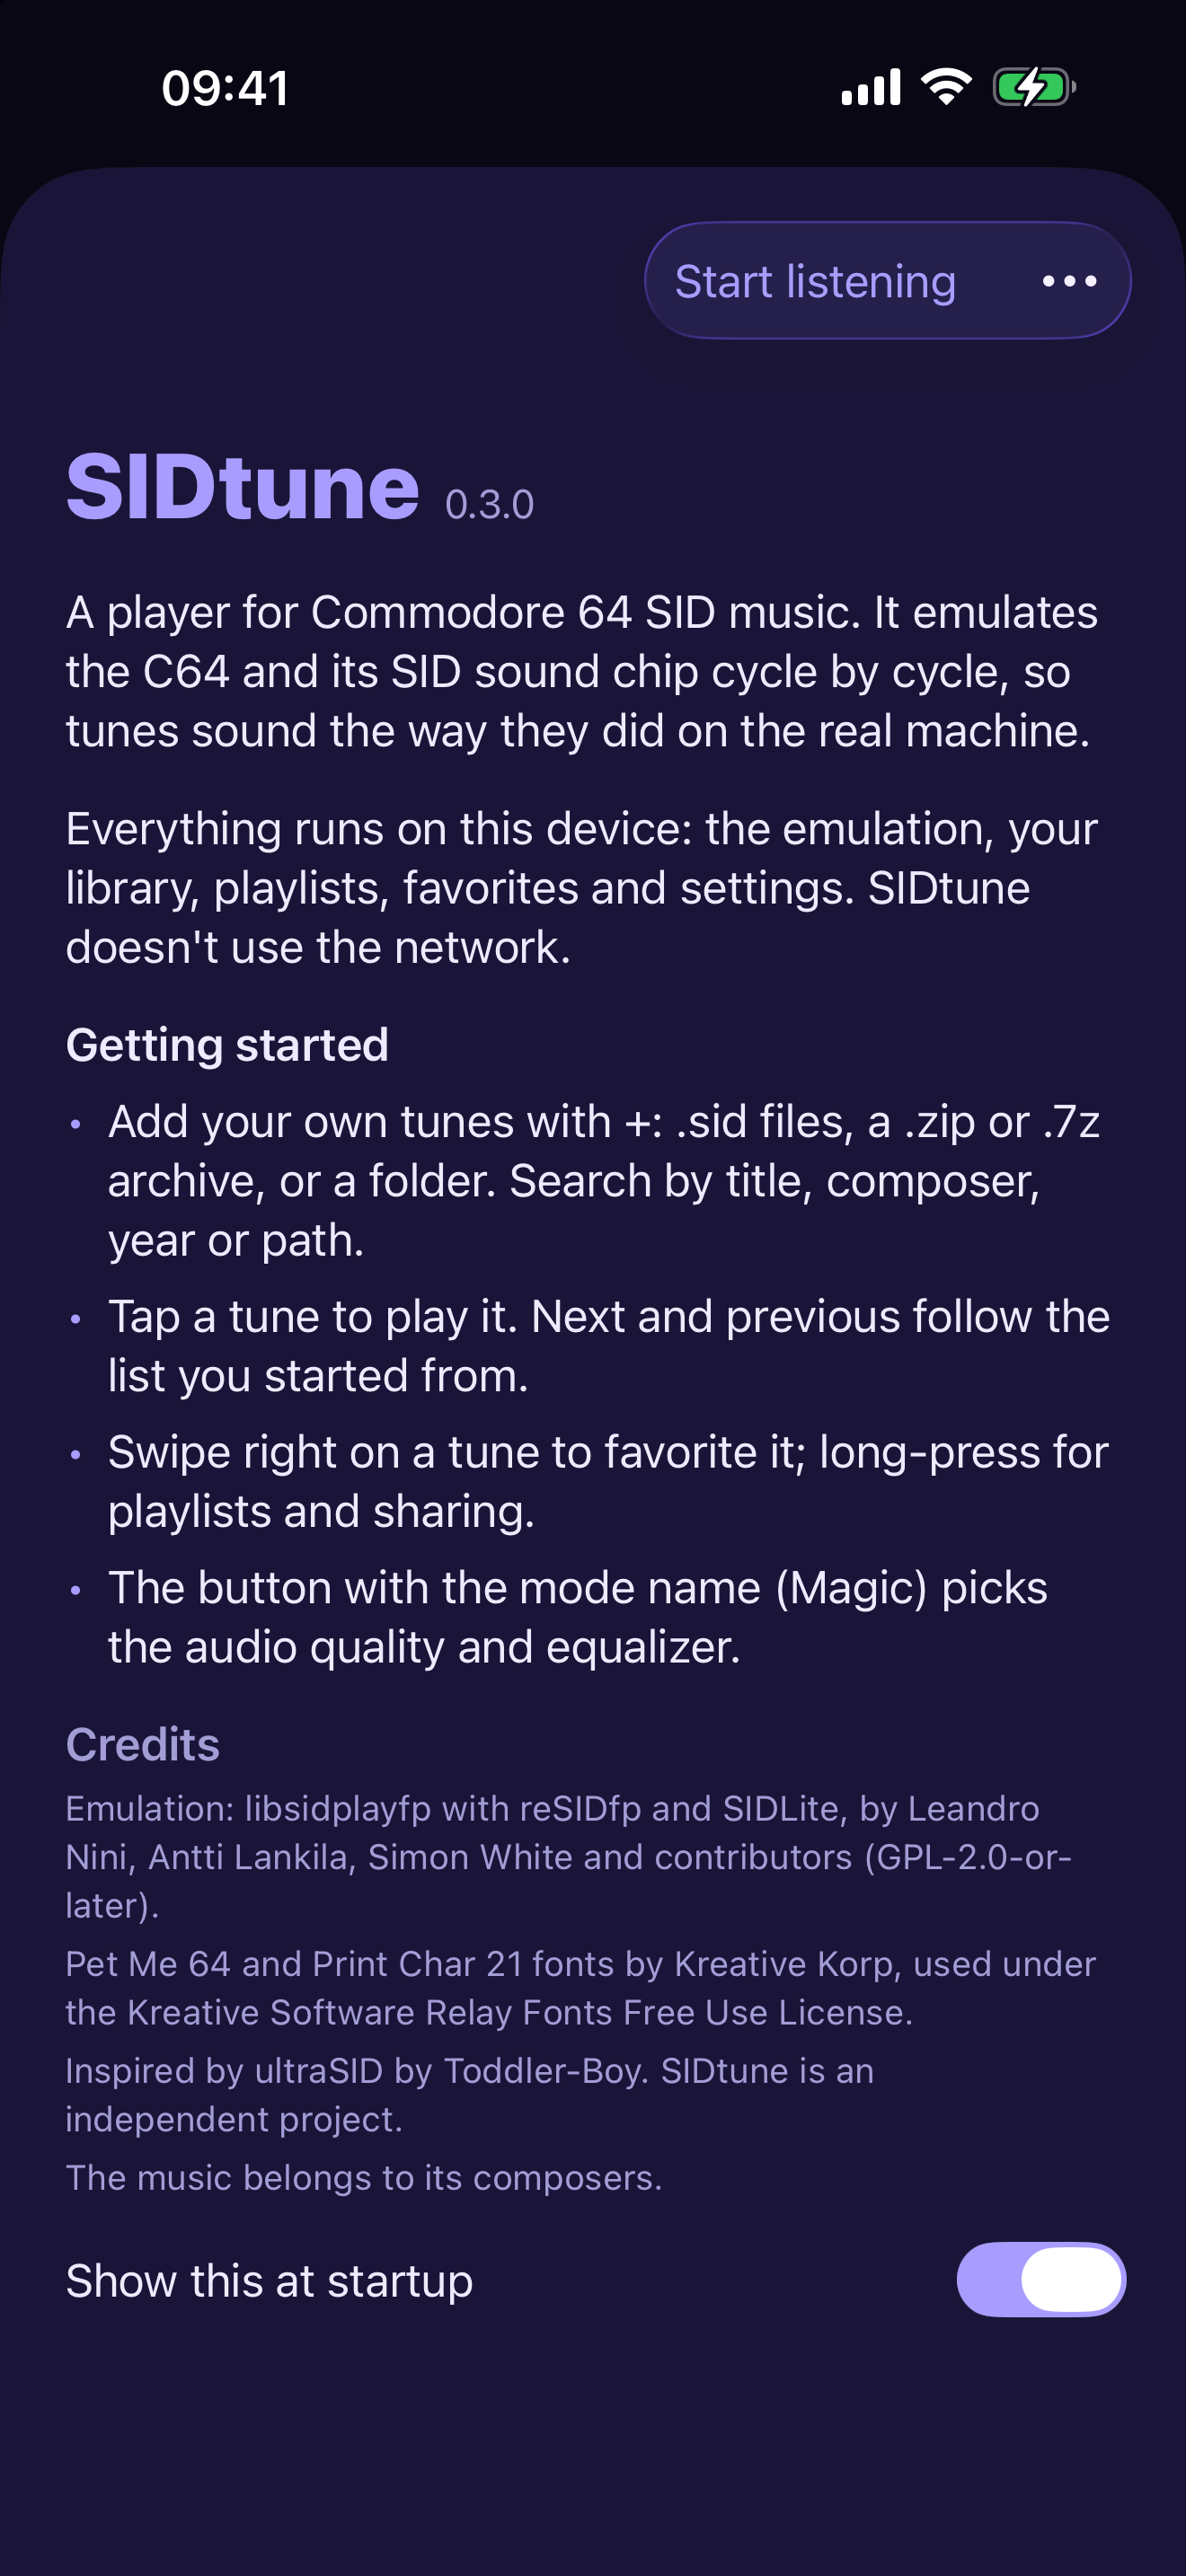 09:41
Start listening
SIDtune 0.3.0
A player for Commodore 64 SID music. It emulates
the C64 and its SID sound chip cycle by cycle, so
tunes sound the way they did on the real machine.
Everything runs on this device: the emulation, your
library, playlists, favorites and settings. SIDtune
doesn't use the network.
Getting started
• Add your own tunes with +: .sid files, a .zip or .7z
archive, or a folder. Search by title, composer,
year or path.
• Tap a tune to play it. Next and previous follow the
list you started from.
• Swipe right on a tune to favorite it; long-press for
playlists and sharing.
• The button with the mode name (Magic) picks
the audio quality and equalizer.
Credits
Emulation: libsidplayfp with reSIDfp and SIDLite, by Leandro
Nini, Antti Lankila, Simon White and contributors (GPL-2.0-or-
later).
Pet Me 64 and Print Char 21 fonts by Kreative Korp, used under
the Kreative Software Relay Fonts Free Use License.
Inspired by ultraSID by Toddler-Boy. SIDtune is an
independent project.
The music belongs to its composers.
Show this at startup